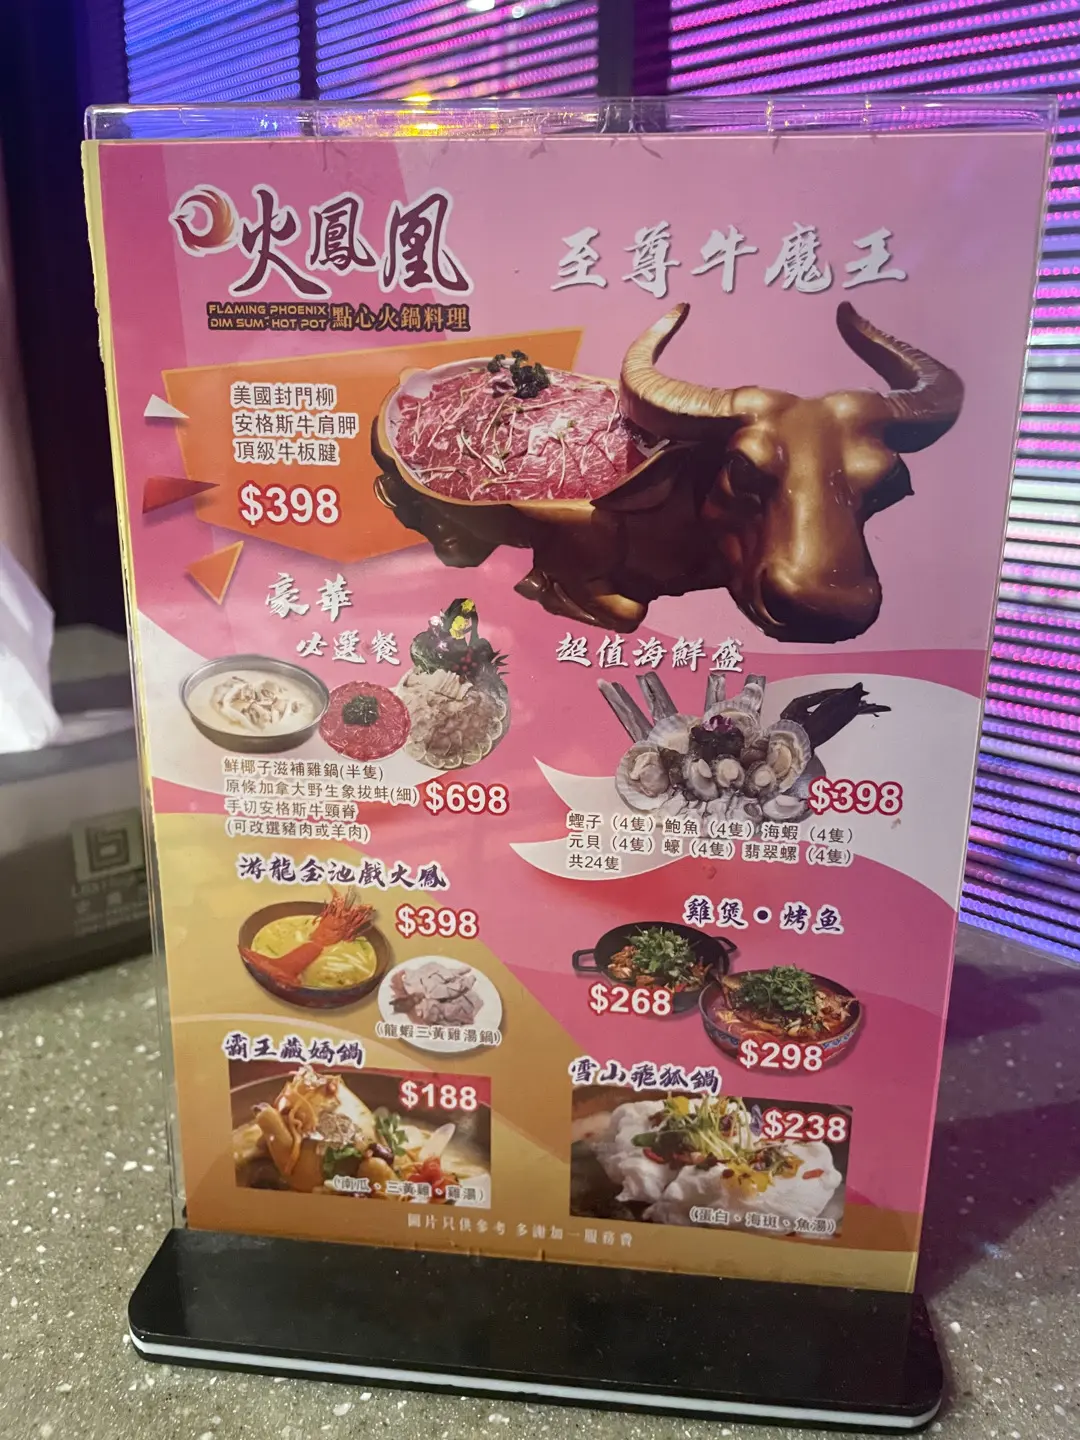 火鳳凰
FLAMING PHOENIX
DIM SUM·HOT POT
點心火鍋料理
至尊牛魔王
美國封門柳
安格斯牛肩胛
頂級牛板腱
$398
豪華
必選餐
鮮椰子滋補雞鍋(半隻)
原條加拿大野生象拔蚌(細)
手切安格斯牛頸脊
(可改選豬肉或羊肉)
$698
超值海鮮盛
$398
蟶子（4隻）鮑魚（4隻）海蝦（4隻）
元貝（4隻）蠔（4隻）翡翠螺（4隻）
共24隻
游龍金池戲火鳳
$398
(龍蝦三黃雞湯鍋)
雞煲•烤魚
$268
$298
霸王藏嬌鍋
$188
(南瓜、三黃雞、雞湯)
雪山飛狐鍋
$238
(蛋白、海斑、魚湯)
圖片只供參考 多謝加一服務費